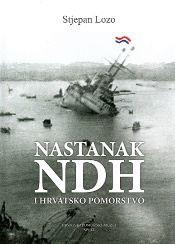 Stjepan Lozo
NASTANAK
NDH
I HRVATSKO POMORSTVO